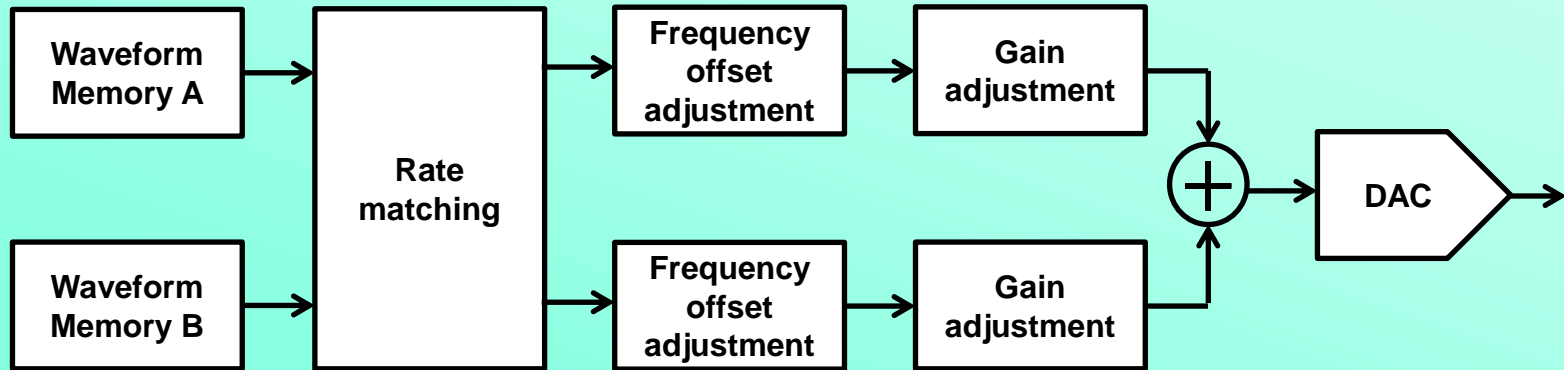 Waveform
Memory A
Rate
matching
Frequency
offset
adjustment
Gain
adjustment
DAC
Waveform
Memory B
Frequency
offset
adjustment
Gain
adjustment